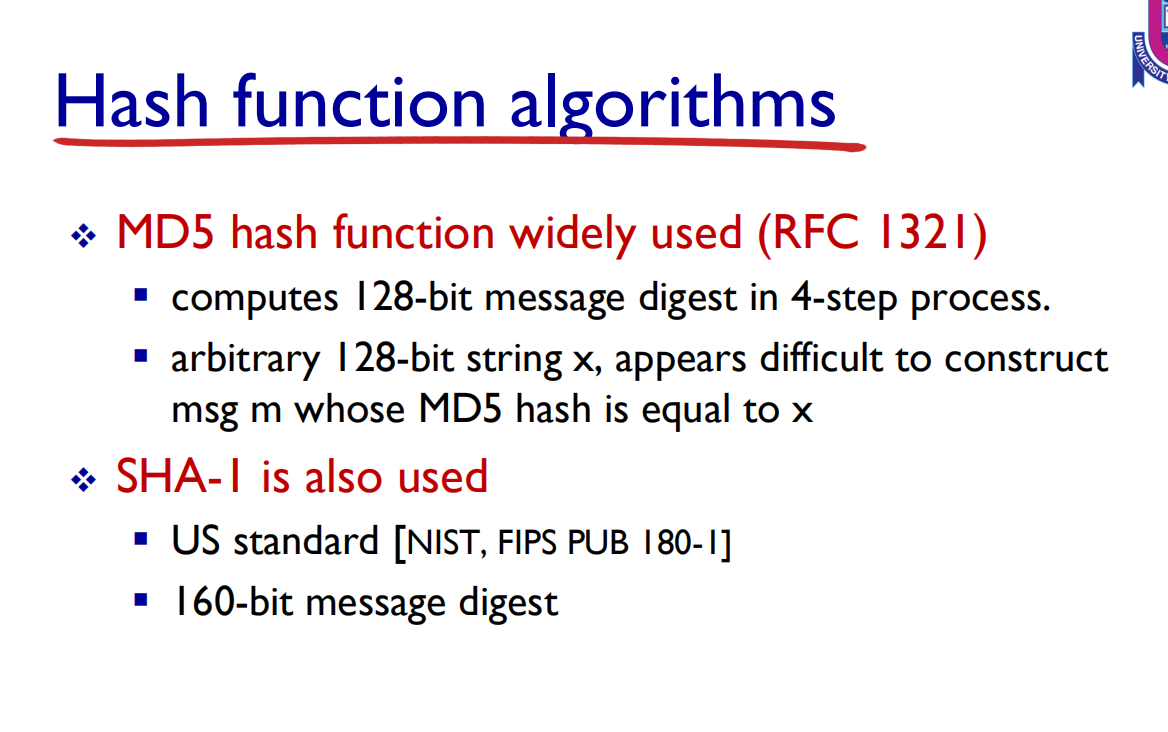 UNIVERSITY
Hash function algorithms
❖ MD5 hash function widely used (RFC 1321)
▪ computes 128-bit message digest in 4-step process.
▪ arbitrary 128-bit string x, appears difficult to construct
msg m whose MD5 hash is equal to x
❖ SHA-1 is also used
▪ US standard [NIST, FIPS PUB 180-1]
▪ 160-bit message digest